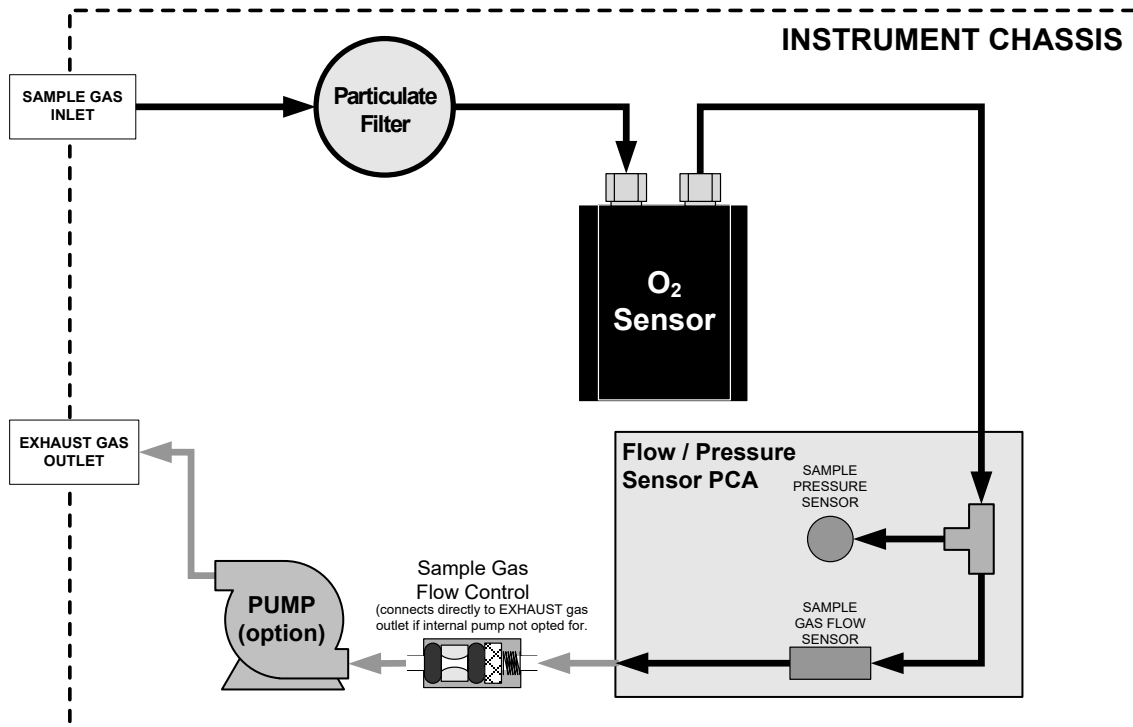 INSTRUMENT CHASSIS
SAMPLE GAS
INLET
Particulate
Filter
O₂
Sensor
EXHAUST GAS
OUTLET
Flow / Pressure
Sensor PCA
SAMPLE
PRESSURE
SENSOR
Sample Gas
Flow Control
(connects directly to EXHAUST gas
outlet if internal pump not opted for.
PUMP
(option)
SAMPLE
GAS FLOW
SENSOR